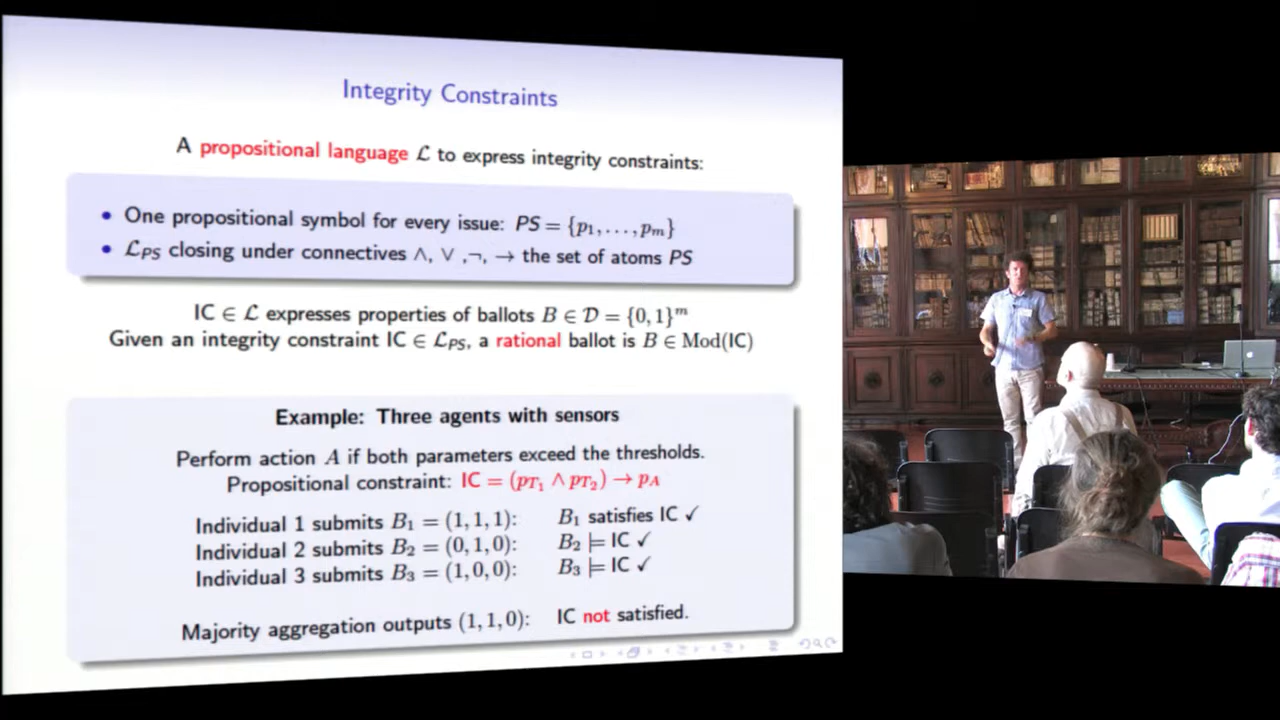 Integrity Constraints
A propositional language ℒ to express integrity constraints:
• One propositional symbol for every issue: PS = {p₁,...,pₘ}
• ℒ_PS closing under connectives ∧, ∨ ,¬, → the set of atoms PS
IC ∈ ℒ expresses properties of ballots B ∈ 𝒟 = {0,1}ᵐ
Given an integrity constraint IC ∈ ℒ_PS, a rational ballot is B ∈ Mod(IC)
Example: Three agents with sensors
Perform action A if both parameters exceed the thresholds.
Propositional constraint: IC = (p_T₁ ∧ p_T₂) → p_A
Individual 1 submits B₁ = (1,1,1): B₁ satisfies IC ✓
Individual 2 submits B₂ = (0,1,0): B₂ ⊨ IC ✓
Individual 3 submits B₃ = (1,0,0): B₃ ⊨ IC ✓
Majority aggregation outputs (1,1,0): IC not satisfied.